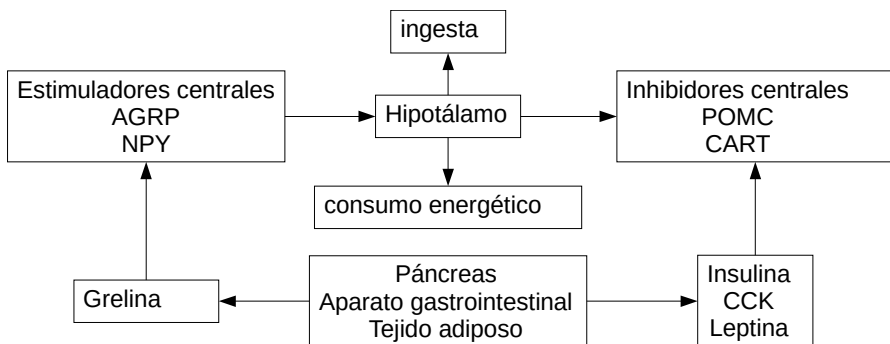 ingesta
Estimuladores centrales
AGRP
NPY
Hipotálamo
Inhibidores centrales
POMC
CART
consumo energético
Grelina
Páncreas
Aparato gastrointestinal
Tejido adiposo
Insulina
CCK
Leptina